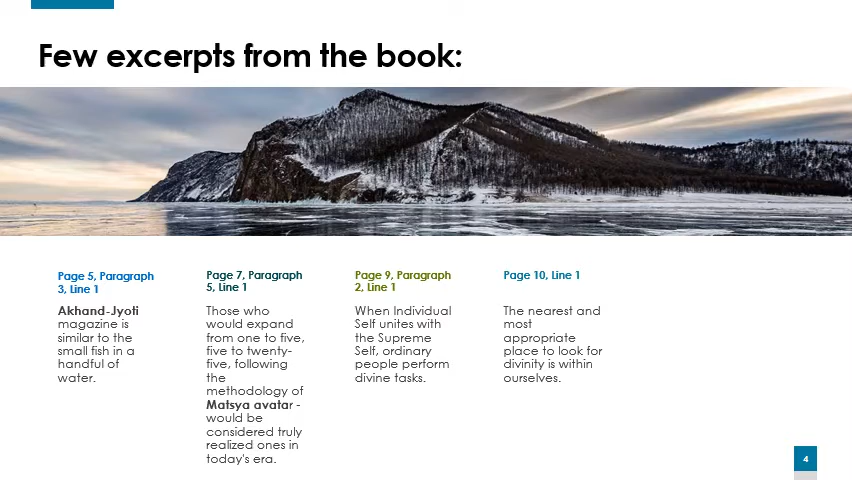 Few excerpts from the book:
Page 5, Paragraph
3, Line 1
Akhand-Jyoti
magazine is
similar to the
small fish in a
handful of
water.
Page 7, Paragraph
5, Line 1
Those who
would expand
from one to five,
five to twenty-
five, following
the
methodology of
Matsya avatar -
would be
considered truly
realized ones in
today's era.
Page 9, Paragraph
2, Line 1
When Individual
Self unites with
the Supreme
Self, ordinary
people perform
divine tasks.
Page 10, Line 1
The nearest and
most
appropriate
place to look for
divinity is within
ourselves.
4